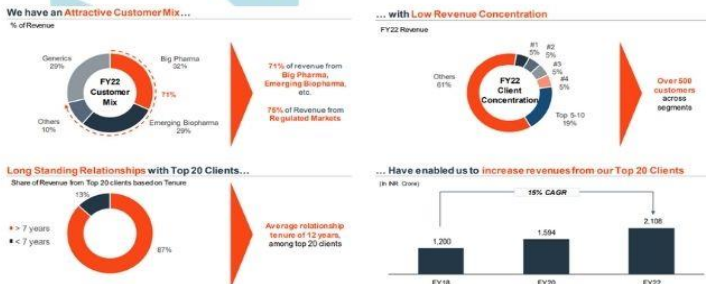 We have an Attractive Customer Mix...
% of Revenue
Generics
29%
Big Pharma
32%
FY22
Customer
Mix
71%
Others
10%
Emerging Biopharma
29%
71% of revenue from
Big Pharma,
Emerging Biopharma,
etc.
75% of Revenue from
Regulated Markets
... with Low Revenue Concentration
FY22 Revenue
#1
5%
#2
5%
#3
5%
#4
5%
Others
61%
FY22
Client
Concentration
Top 5-10
19%
Over 500
customers
across
segments
Long Standing Relationships with Top 20 Clients...
Share of Revenue from Top 20 clients based on Tenure
13%
> 7 years
< 7 years
87%
Average relationship
tenure of 12 years,
among top 20 clients
... Have enabled us to increase revenues from our Top 20 Clients
(In INR Crore)
15% CAGR
1,200
1,594
2,108
FY18
FY20
FY22